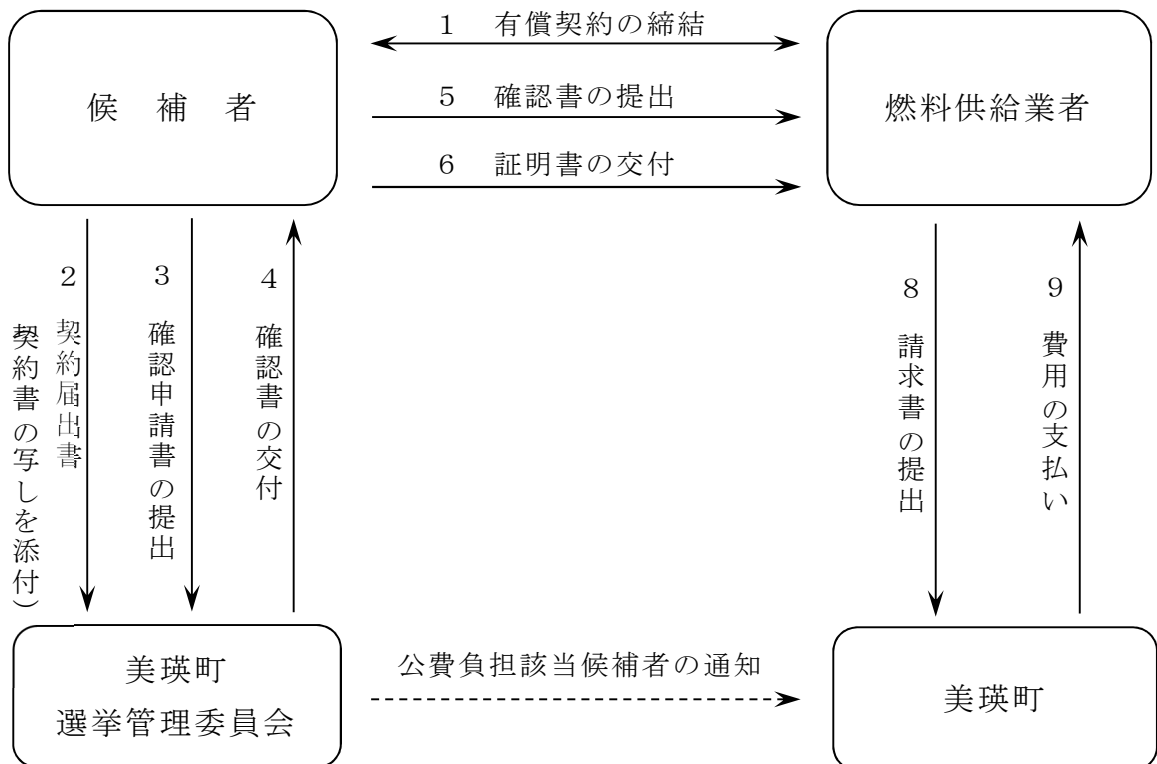 1 有償契約の締結
候 補 者
燃料供給業者
5 確認書の提出
6 証明書の交付
2 契約届出書
(契約書の写しを添付)
3 確認申請書の提出
4 確認書の交付
8 請求書の提出
9 費用の支払い
美瑛町
選挙管理委員会
公費負担該当候補者の通知
美瑛町